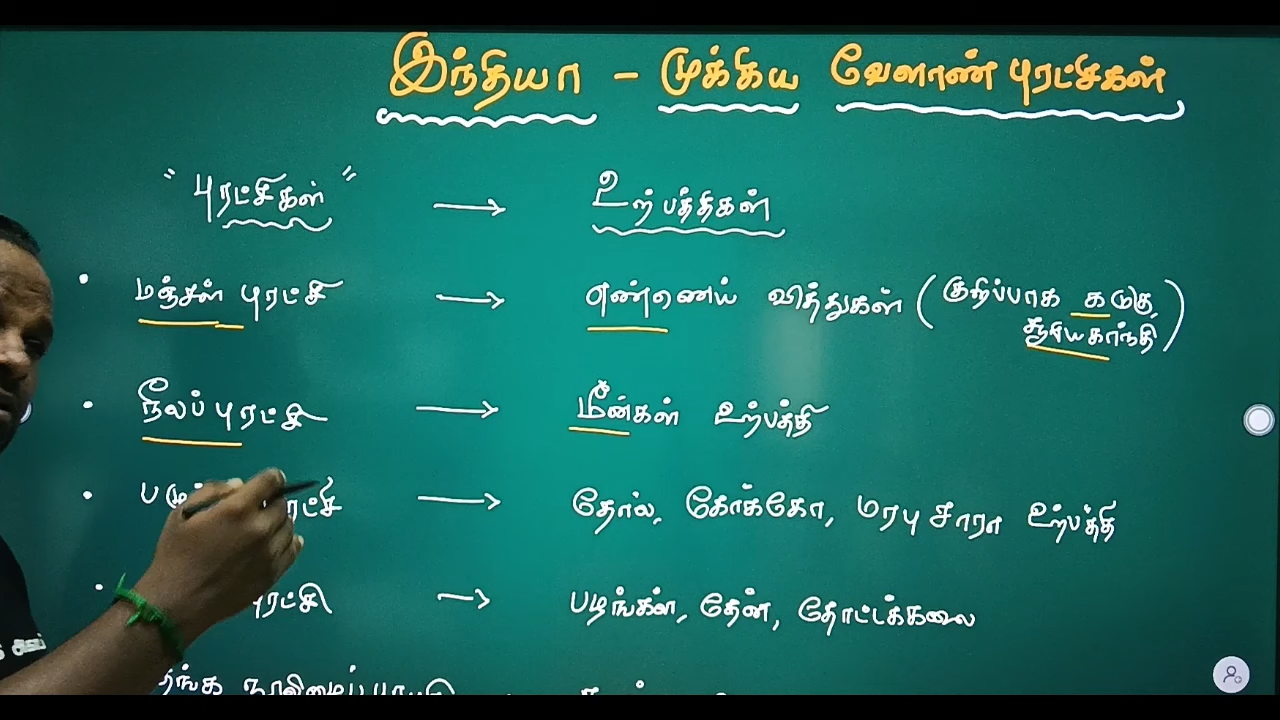 இந்தியா - முக்கிய வேளாண் புரட்சிகள்
"புரட்சிகள்" → உற்பத்திகள்
• மஞ்சள் புரட்சி → எண்ணெய் வித்துகள் (குறிப்பாக கடுகு, சூரியகாந்தி)
• நீலப் புரட்சி → மீன்கள் உற்பத்தி
• → தோல், கோக்கோ, மரபு சாரா உற்பத்தி
• புரட்சி → பழங்கள், தேன், தோட்டக்கலை